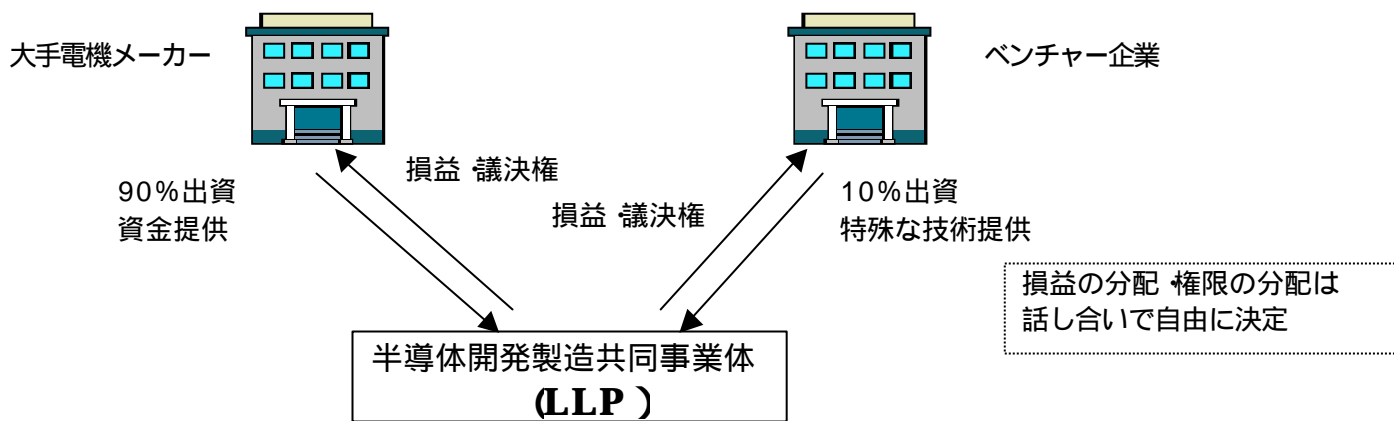 大手電機メーカー
ベンチャー企業
損益・議決権
90%出資
資金提供
損益・議決権
10%出資
特殊な技術提供
損益の分配・権限の分配は
話し合いで自由に決定
半導体開発製造共同事業体
(LLP)